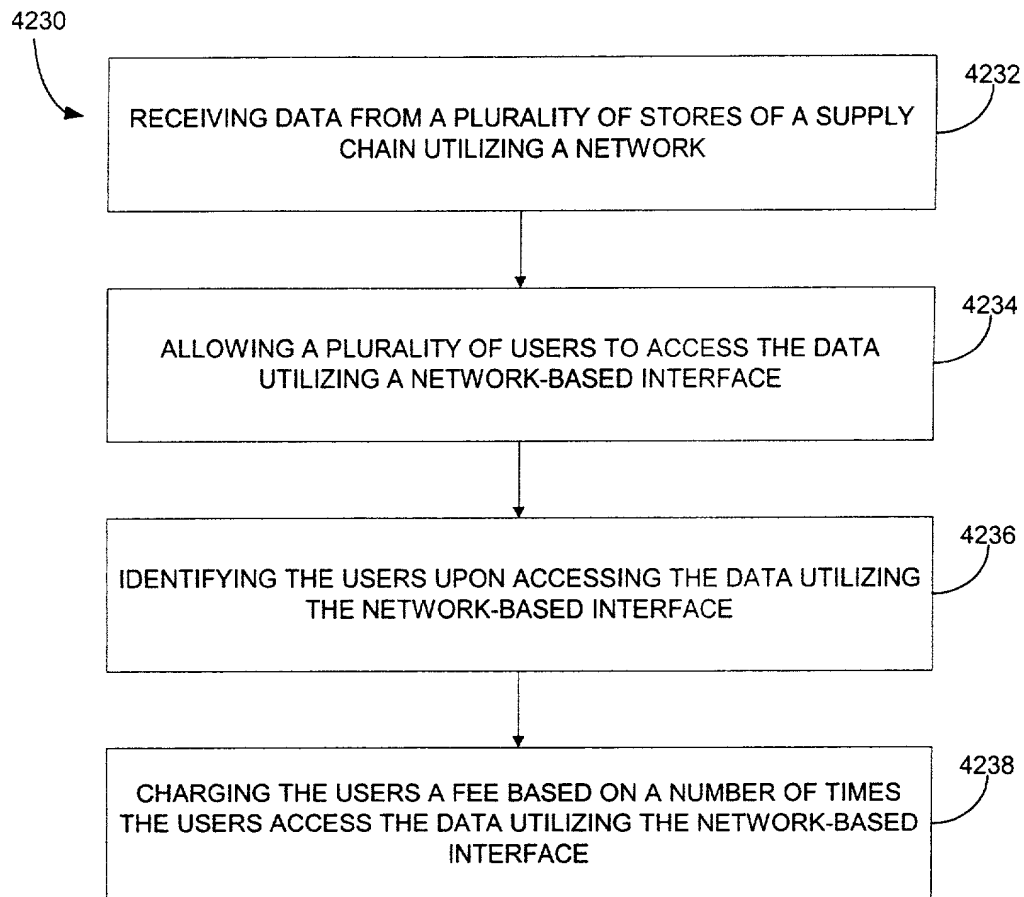 4230
4232
RECEIVING DATA FROM A PLURALITY OF STORES OF A SUPPLY
CHAIN UTILIZING A NETWORK
4234
ALLOWING A PLURALITY OF USERS TO ACCESS THE DATA
UTILIZING A NETWORK-BASED INTERFACE
4236
IDENTIFYING THE USERS UPON ACCESSING THE DATA UTILIZING
THE NETWORK-BASED INTERFACE
4238
CHARGING THE USERS A FEE BASED ON A NUMBER OF TIMES
THE USERS ACCESS THE DATA UTILIZING THE NETWORK-BASED
INTERFACE